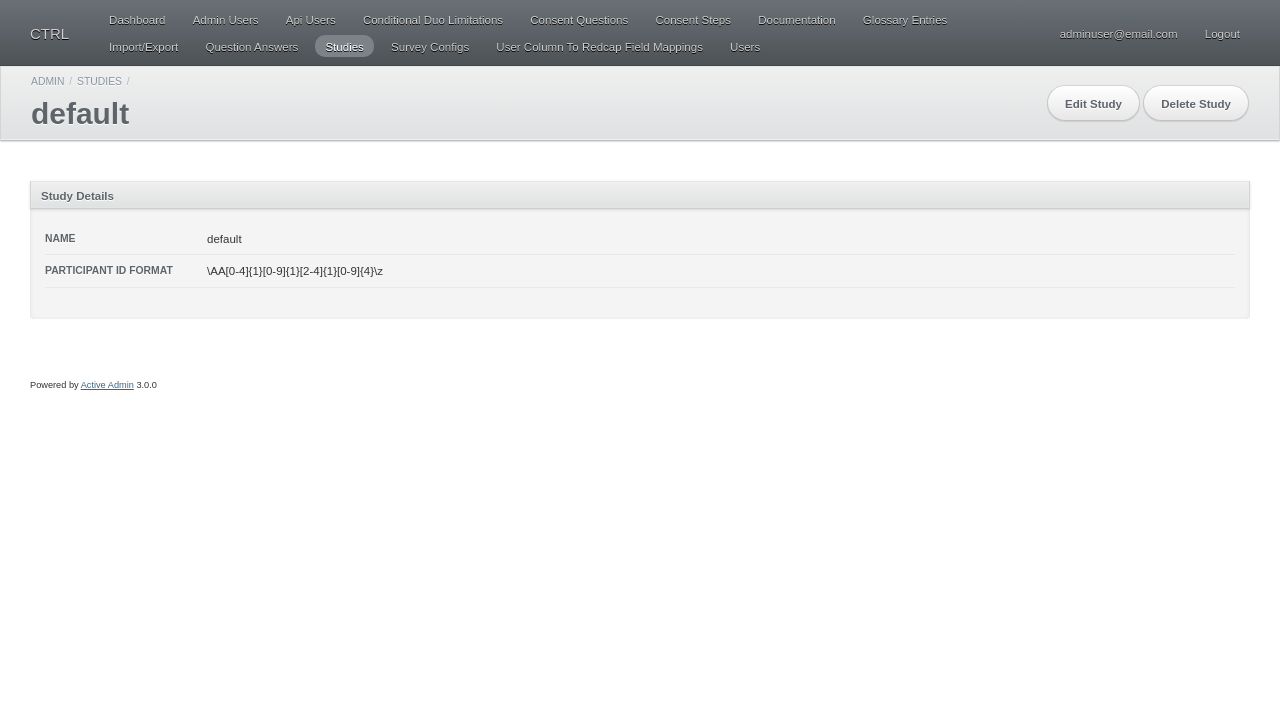 CTRL
Dashboard Admin Users Api Users Conditional Duo Limitations Consent Questions Consent Steps Documentation Glossary Entries
Import/Export Question Answers Studies Survey Configs User Column To Redcap Field Mappings Users
adminuser@email.com Logout
ADMIN / STUDIES /
default
Edit Study Delete Study
Study Details
NAME default
PARTICIPANT ID FORMAT \AA[0-4]{1}[0-9]{1}[2-4]{1}[0-9]{4}\z
Powered by Active Admin 3.0.0